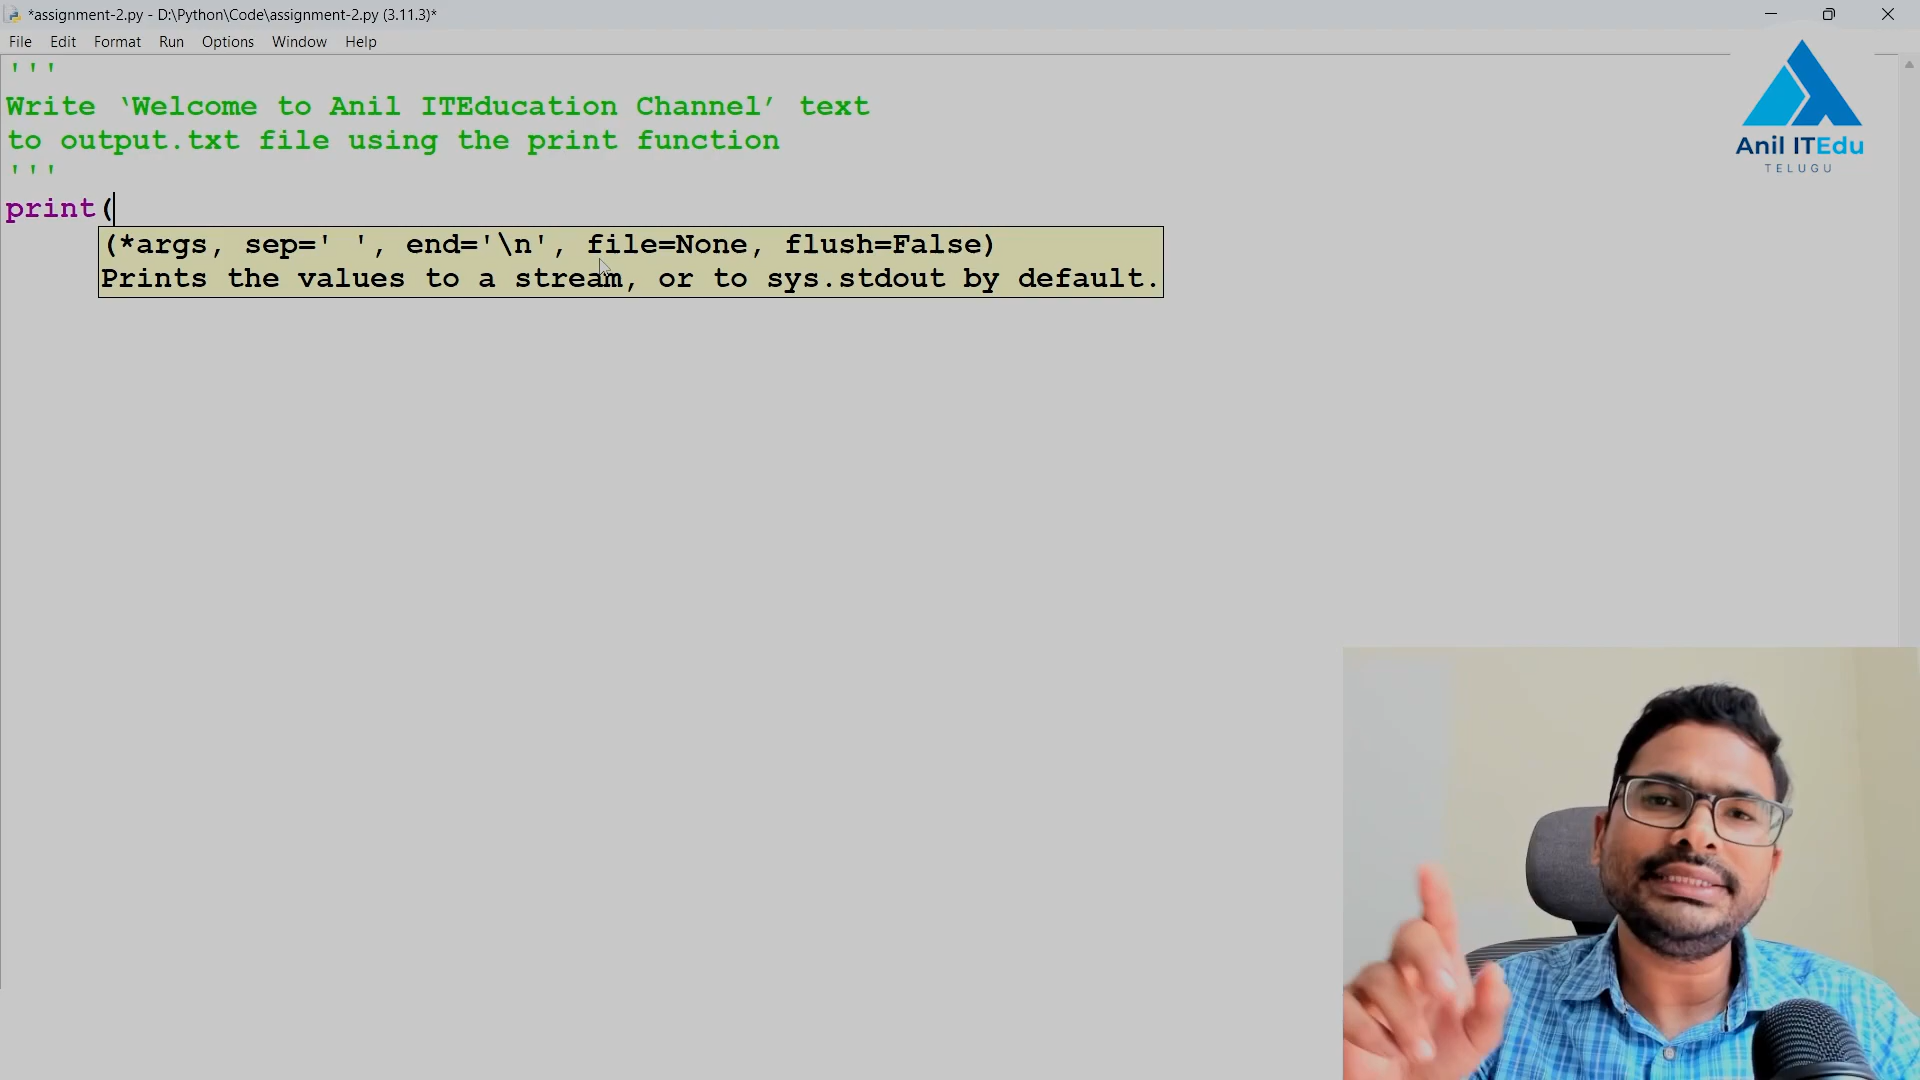 *assignment-2.py - D:\Python\Code\assignment-2.py (3.11.3)*
File Edit Format Run Options Window Help
'''
Write ‘Welcome to Anil ITEducation Channel’ text
to output.txt file using the print function
'''
print(
(*args, sep=' ', end='\n', file=None, flush=False)
Prints the values to a stream, or to sys.stdout by default.
Anil ITEdu
TELUGU